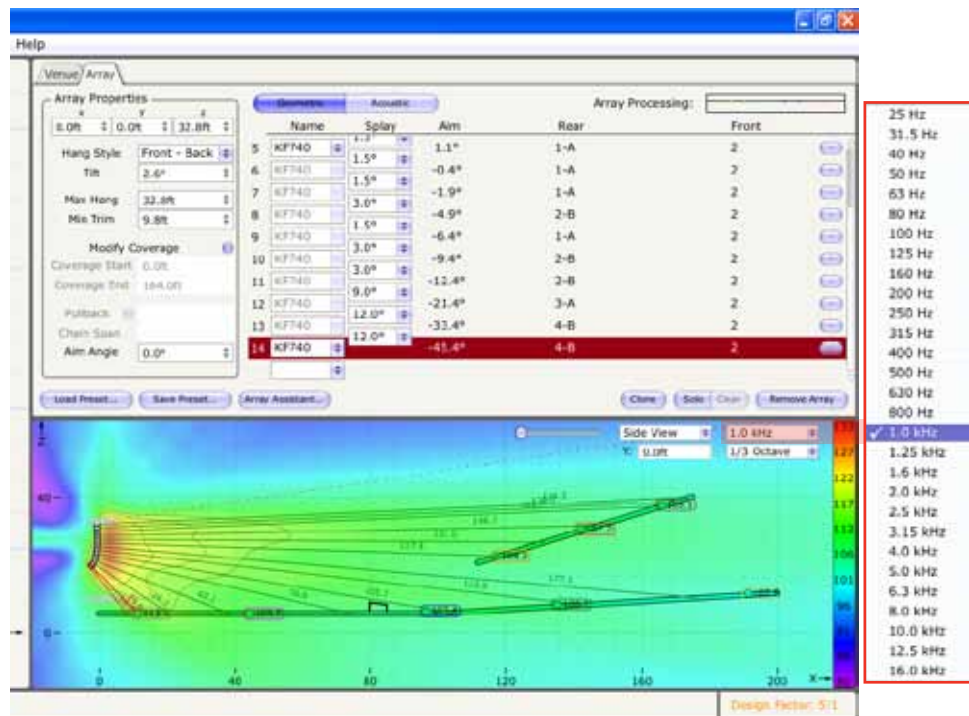 Help
Venue Array
Array Properties
x y z
0.0ft 0.0ft 32.8ft
Hang Style Front - Back
Tilt 2.6°
Max Hang 32.8ft
Min Trim 9.8ft
Modify Coverage
Coverage Start 0.0ft
Coverage End 164.0ft
Pullback
Chain Span
Aim Angle 0.0°
Geometric Acoustic Array Processing:
Name Splay Aim Rear Front
5 KF740 1.1° 1-A 2
1.5°
6 KF740 -0.4° 1-A 2
1.5°
7 KF740 -1.9° 1-A 2
3.0°
8 KF740 -4.9° 2-B 2
1.5°
9 KF740 -6.4° 1-A 2
3.0°
10 KF740 -9.4° 2-B 2
3.0°
11 KF740 -12.4° 2-B 2
9.0°
12 KF740 -21.4° 3-A 2
12.0°
13 KF740 -33.4° 4-B 2
12.0°
14 KF740 -45.4° 4-B 2
Load Preset... Save Preset... Array Assistant... Clone Solo Clear Remove Array
Side View 1.0 kHz
Y: 0.0ft 1/3 Octave
127
122
117
112
106
101
96
Z
40
0
0 40 80 120 160 200 X
Design Factor: 5/1
25 Hz
31.5 Hz
40 Hz
50 Hz
63 Hz
80 Hz
100 Hz
125 Hz
160 Hz
200 Hz
250 Hz
315 Hz
400 Hz
500 Hz
630 Hz
800 Hz
✓ 1.0 kHz
1.25 kHz
1.6 kHz
2.0 kHz
2.5 kHz
3.15 kHz
4.0 kHz
5.0 kHz
6.3 kHz
8.0 kHz
10.0 kHz
12.5 kHz
16.0 kHz